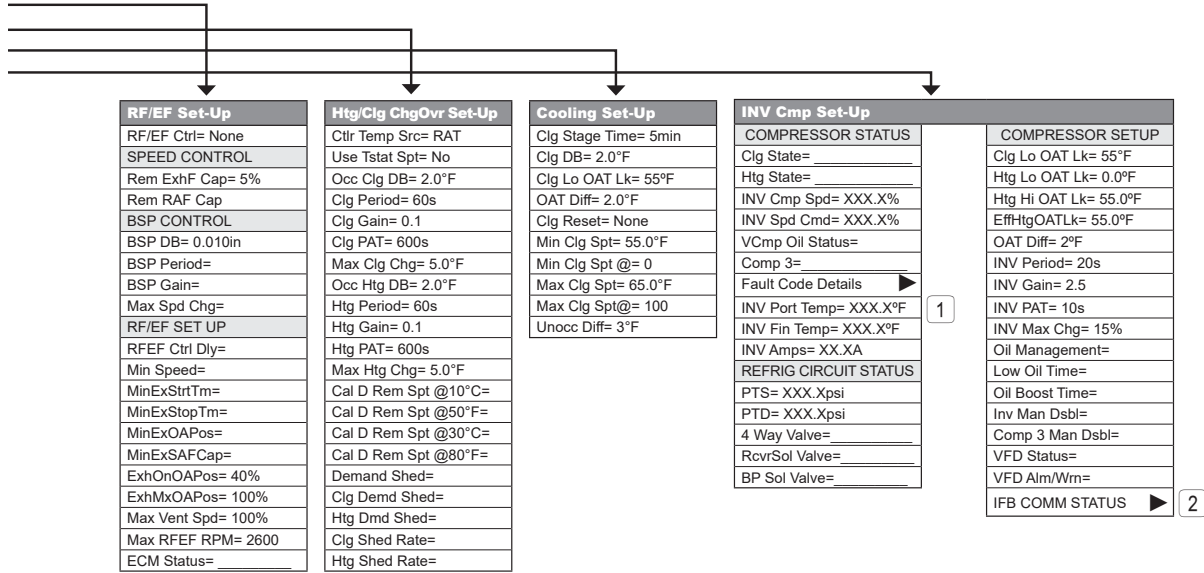 RF/EF Set-Up
RF/EF Ctrl= None
SPEED CONTROL
Rem ExhF Cap= 5%
Rem RAF Cap
BSP CONTROL
BSP DB= 0.010in
BSP Period=
BSP Gain=
Max Spd Chg=
RF/EF SET UP
RFEF Ctrl Dly=
Min Speed=
MinExStrtTm=
MinExStopTm=
MinExOAPos=
MinExSAFCap=
ExhOnOAPos= 40%
ExhMxOAPos= 100%
Max Vent Spd= 100%
Max RFEF RPM= 2600
ECM Status= _________
Htg/Clg ChgOvr Set-Up
Ctlr Temp Src= RAT
Use Tstat Spt= No
Occ Clg DB= 2.0°F
Clg Period= 60s
Clg Gain= 0.1
Clg PAT= 600s
Max Clg Chg= 5.0°F
Occ Htg DB= 2.0°F
Htg Period= 60s
Htg Gain= 0.1
Htg PAT= 600s
Max Htg Chg= 5.0°F
Cal D Rem Spt @10°C=
Cal D Rem Spt @50°F=
Cal D Rem Spt @30°C=
Cal D Rem Spt @80°F=
Demand Shed=
Clg Demd Shed=
Htg Dmd Shed=
Clg Shed Rate=
Htg Shed Rate=
Cooling Set-Up
Clg Stage Time= 5min
Clg DB= 2.0°F
Clg Lo OAT Lk= 55ºF
OAT Diff= 2.0°F
Clg Reset= None
Min Clg Spt= 55.0°F
Min Clg Spt @= 0
Max Clg Spt= 65.0°F
Max Clg Spt@= 100
Unocc Diff= 3°F
INV Cmp Set-Up
COMPRESSOR STATUS
Clg State= ____________
Htg State= ____________
INV Cmp Spd= XXX.X%
INV Spd Cmd= XXX.X%
VCmp Oil Status=
Comp 3=_____________
Fault Code Details
INV Port Temp= XXX.XºF
1
INV Fin Temp= XXX.XºF
INV Amps= XX.XA
REFRIG CIRCUIT STATUS
PTS= XXX.Xpsi
PTD= XXX.Xpsi
4 Way Valve=__________
RcvrSol Valve=_________
BP Sol Valve=__________
COMPRESSOR SETUP
Clg Lo OAT Lk= 55°F
Htg Lo OAT Lk= 0.0ºF
Htg Hi OAT Lk= 55.0ºF
EffHtgOATLk= 55.0ºF
OAT Diff= 2ºF
INV Period= 20s
INV Gain= 2.5
INV PAT= 10s
INV Max Chg= 15%
Oil Management=
Low Oil Time=
Oil Boost Time=
Inv Man Dsbl=
Comp 3 Man Dsbl=
VFD Status=
VFD Alm/Wrn=
IFB COMM STATUS
2